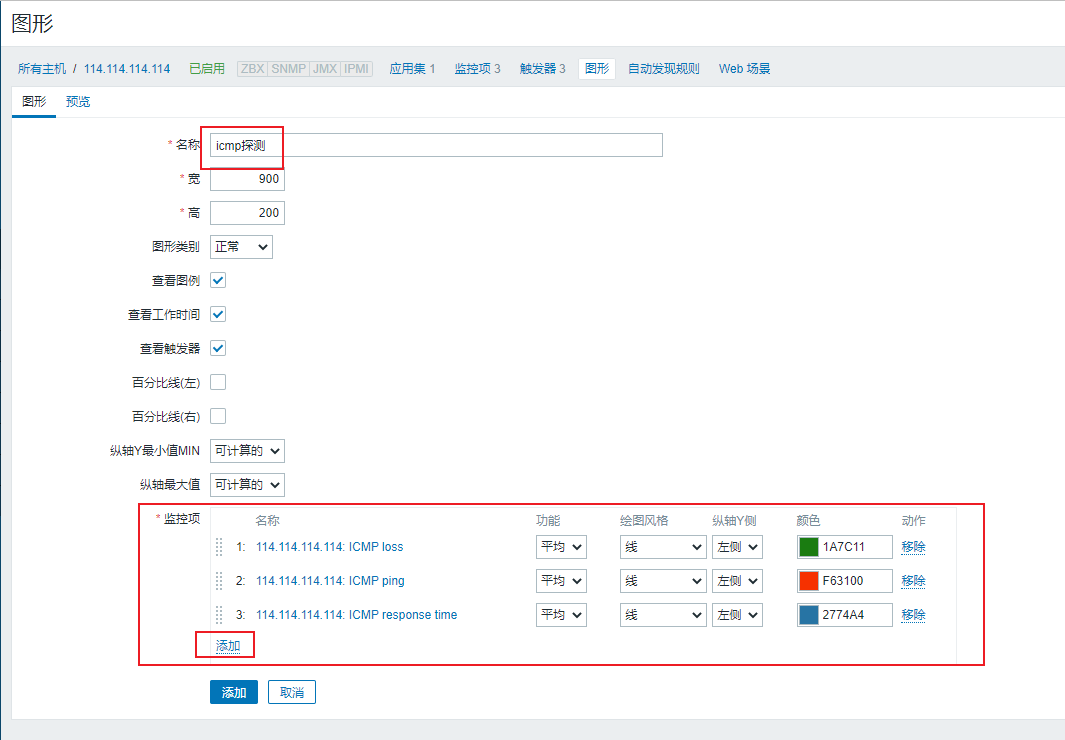 图形
所有主机 / 114.114.114.114 已启用 ZBX SNMP JMX IPMI 应用集 1 监控项 3 触发器 3 图形 自动发现规则 Web 场景
图形 预览
* 名称 icmp探测
* 宽 900
* 高 200
图形类别 正常
查看图例
查看工作时间
查看触发器
百分比线(左)
百分比线(右)
纵轴Y最小值MIN 可计算的
纵轴最大值 可计算的
* 监控项 名称 功能 绘图风格 纵轴Y侧 颜色 动作
1: 114.114.114.114: ICMP loss 平均 线 左侧 1A7C11 移除
2: 114.114.114.114: ICMP ping 平均 线 左侧 F63100 移除
3: 114.114.114.114: ICMP response time 平均 线 左侧 2774A4 移除
添加
添加 取消